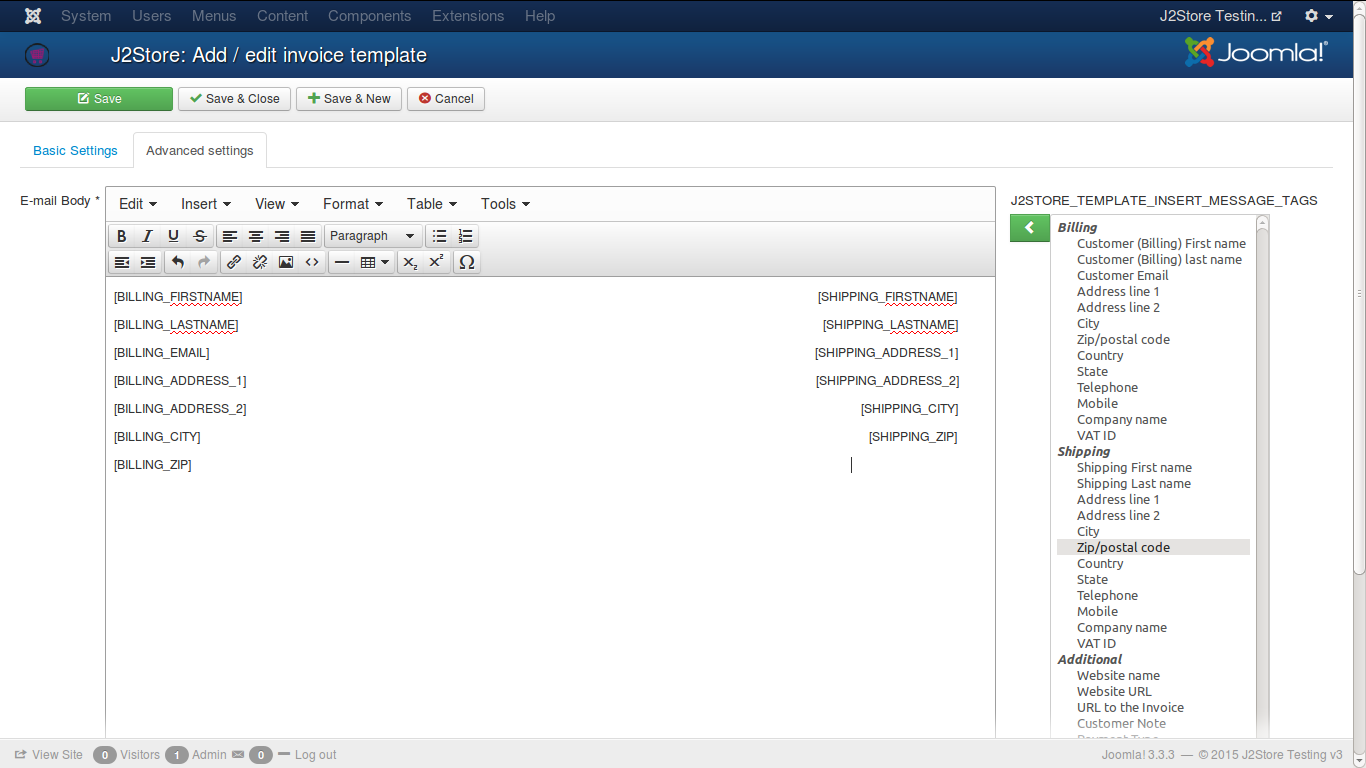 System Users Menus Content Components Extensions Help J2Store Testin...
J2Store: Add / edit invoice template Joomla!®
Save Save & Close Save & New Cancel
Basic Settings Advanced settings
E-mail Body *
Edit Insert View Format Table Tools
B I U S Paragraph
X₂ X² Ω
[BILLING_FIRSTNAME] [SHIPPING_FIRSTNAME]
[BILLING_LASTNAME] [SHIPPING_LASTNAME]
[BILLING_EMAIL] [SHIPPING_ADDRESS_1]
[BILLING_ADDRESS_1] [SHIPPING_ADDRESS_2]
[BILLING_ADDRESS_2] [SHIPPING_CITY]
[BILLING_CITY] [SHIPPING_ZIP]
[BILLING_ZIP]
J2STORE_TEMPLATE_INSERT_MESSAGE_TAGS
Billing
Customer (Billing) First name
Customer (Billing) last name
Customer Email
Address line 1
Address line 2
City
Zip/postal code
Country
State
Telephone
Mobile
Company name
VAT ID
Shipping
Shipping First name
Shipping Last name
Address line 1
Address line 2
City
Zip/postal code
Country
State
Telephone
Mobile
Company name
VAT ID
Additional
Website name
Website URL
URL to the Invoice
Customer Note
Payment Type
View Site 0 Visitors 1 Admin 0 Log out Joomla! 3.3.3 — © 2015 J2Store Testing v3